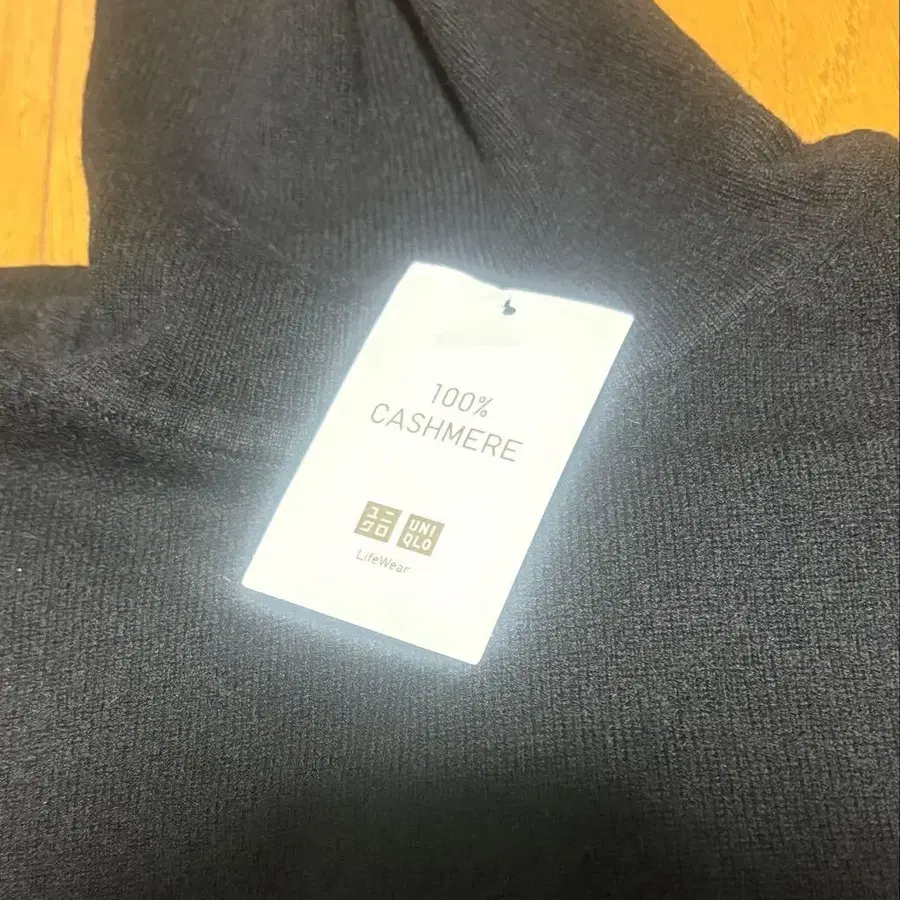 100%
CASHMERE
ユニ UNI
クロ QLO
LifeWear